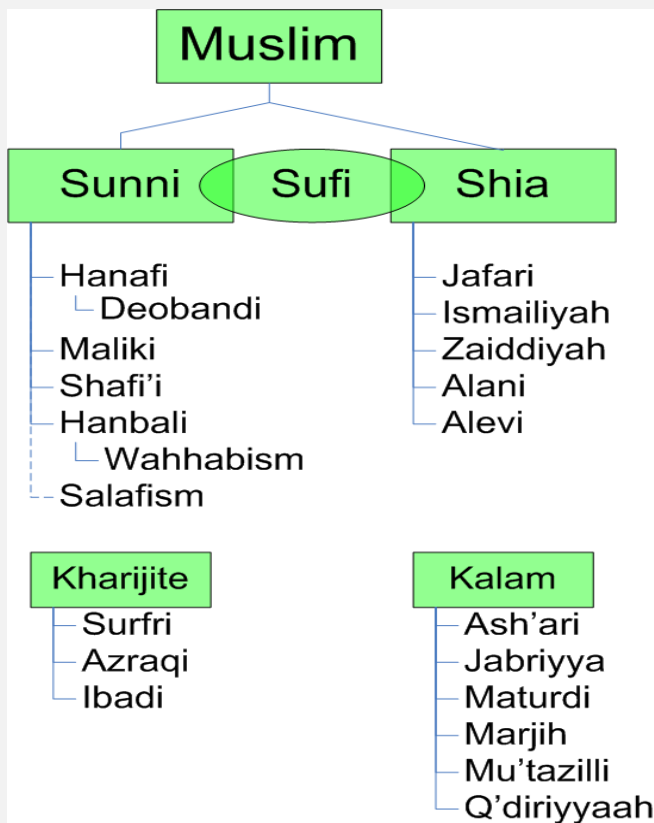 Muslim
Sunni
Sufi
Shia
Hanafi
Deobandi
Maliki
Shafi'i
Hanbali
Wahhabism
Salafism
Jafari
Ismailiyah
Zaiddiyah
Alani
Alevi
Kharijite
Surfri
Azraqi
Ibadi
Kalam
Ash'ari
Jabriyya
Maturdi
Marjih
Mu'tazilli
Q'diriyyaah